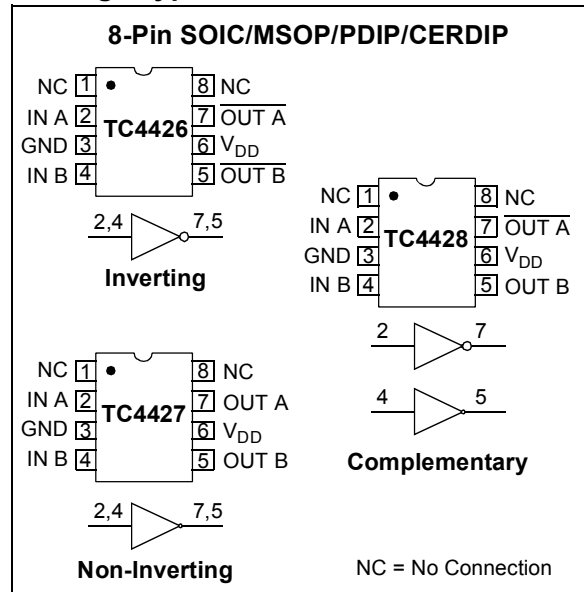 8-Pin SOIC/MSOP/PDIP/CERDIP
NC 1 8 NC
IN A 2 7 OUT A
TC4426
GND 3 6 VDD
IN B 4 5 OUT B
2,4 7,5
Inverting
NC 1 8 NC
IN A 2 7 OUT A
TC4428
GND 3 6 VDD
IN B 4 5 OUT B
2 7
4 5
Complementary
NC 1 8 NC
IN A 2 7 OUT A
TC4427
GND 3 6 VDD
IN B 4 5 OUT B
2,4 7,5
Non-Inverting
NC = No Connection